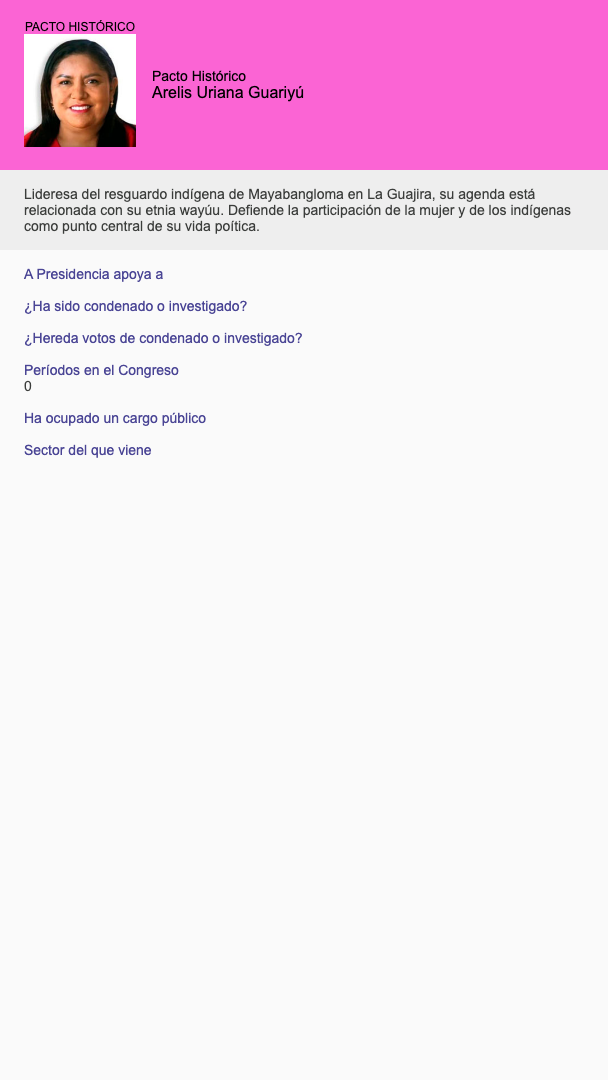 PACTO HISTÓRICO
Pacto Histórico
Arelis Uriana Guariyú
Lideresa del resguardo indígena de Mayabangloma en La Guajira, su agenda está
relacionada con su etnia wayúu. Defiende la participación de la mujer y de los indígenas
como punto central de su vida poítica.
A Presidencia apoya a
¿Ha sido condenado o investigado?
¿Hereda votos de condenado o investigado?
Períodos en el Congreso
0
Ha ocupado un cargo público
Sector del que viene